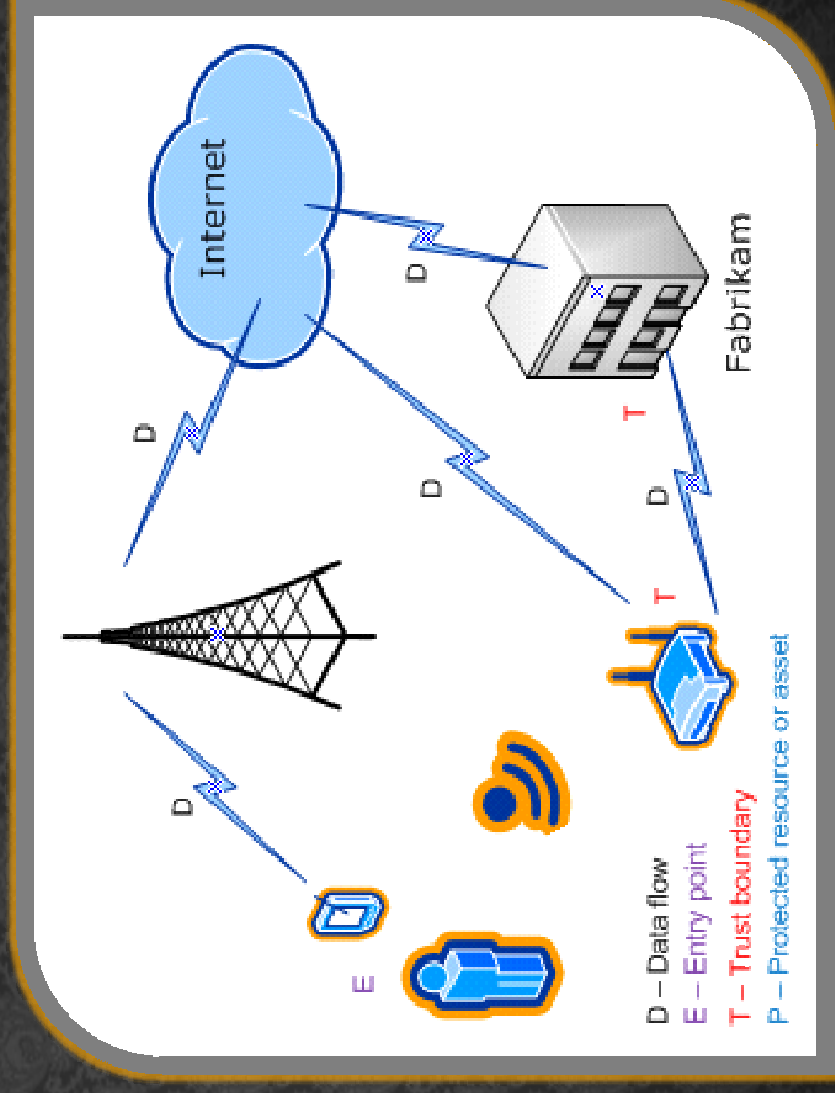 Internet
D
D
D
D
D
E
T
T
Fabrikam
D – Data flow
E – Entry point
T – Trust boundary
P – Protected resource or asset